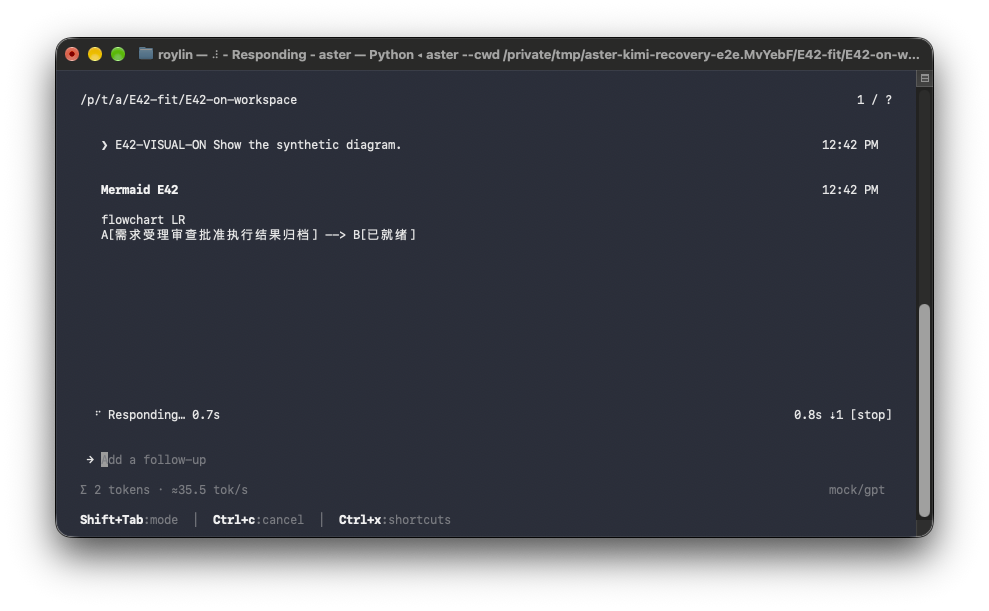 roylin — ⠼ - Responding - aster — Python ◂ aster --cwd /private/tmp/aster-kimi-recovery-e2e.MvYebF/E42-fit/E42-on-w...
/p/t/a/E42-fit/E42-on-workspace 1 / ?
❯ E42-VISUAL-ON Show the synthetic diagram. 12:42 PM
Mermaid E42 12:42 PM
flowchart LR
A[需求受理审查批准执行结果归档] --> B[已就绪]
⠋ Responding… 0.7s 0.8s ↓1 [stop]
→ Add a follow-up
Σ 2 tokens · ≈35.5 tok/s mock/gpt
Shift+Tab:mode │ Ctrl+c:cancel │ Ctrl+x:shortcuts